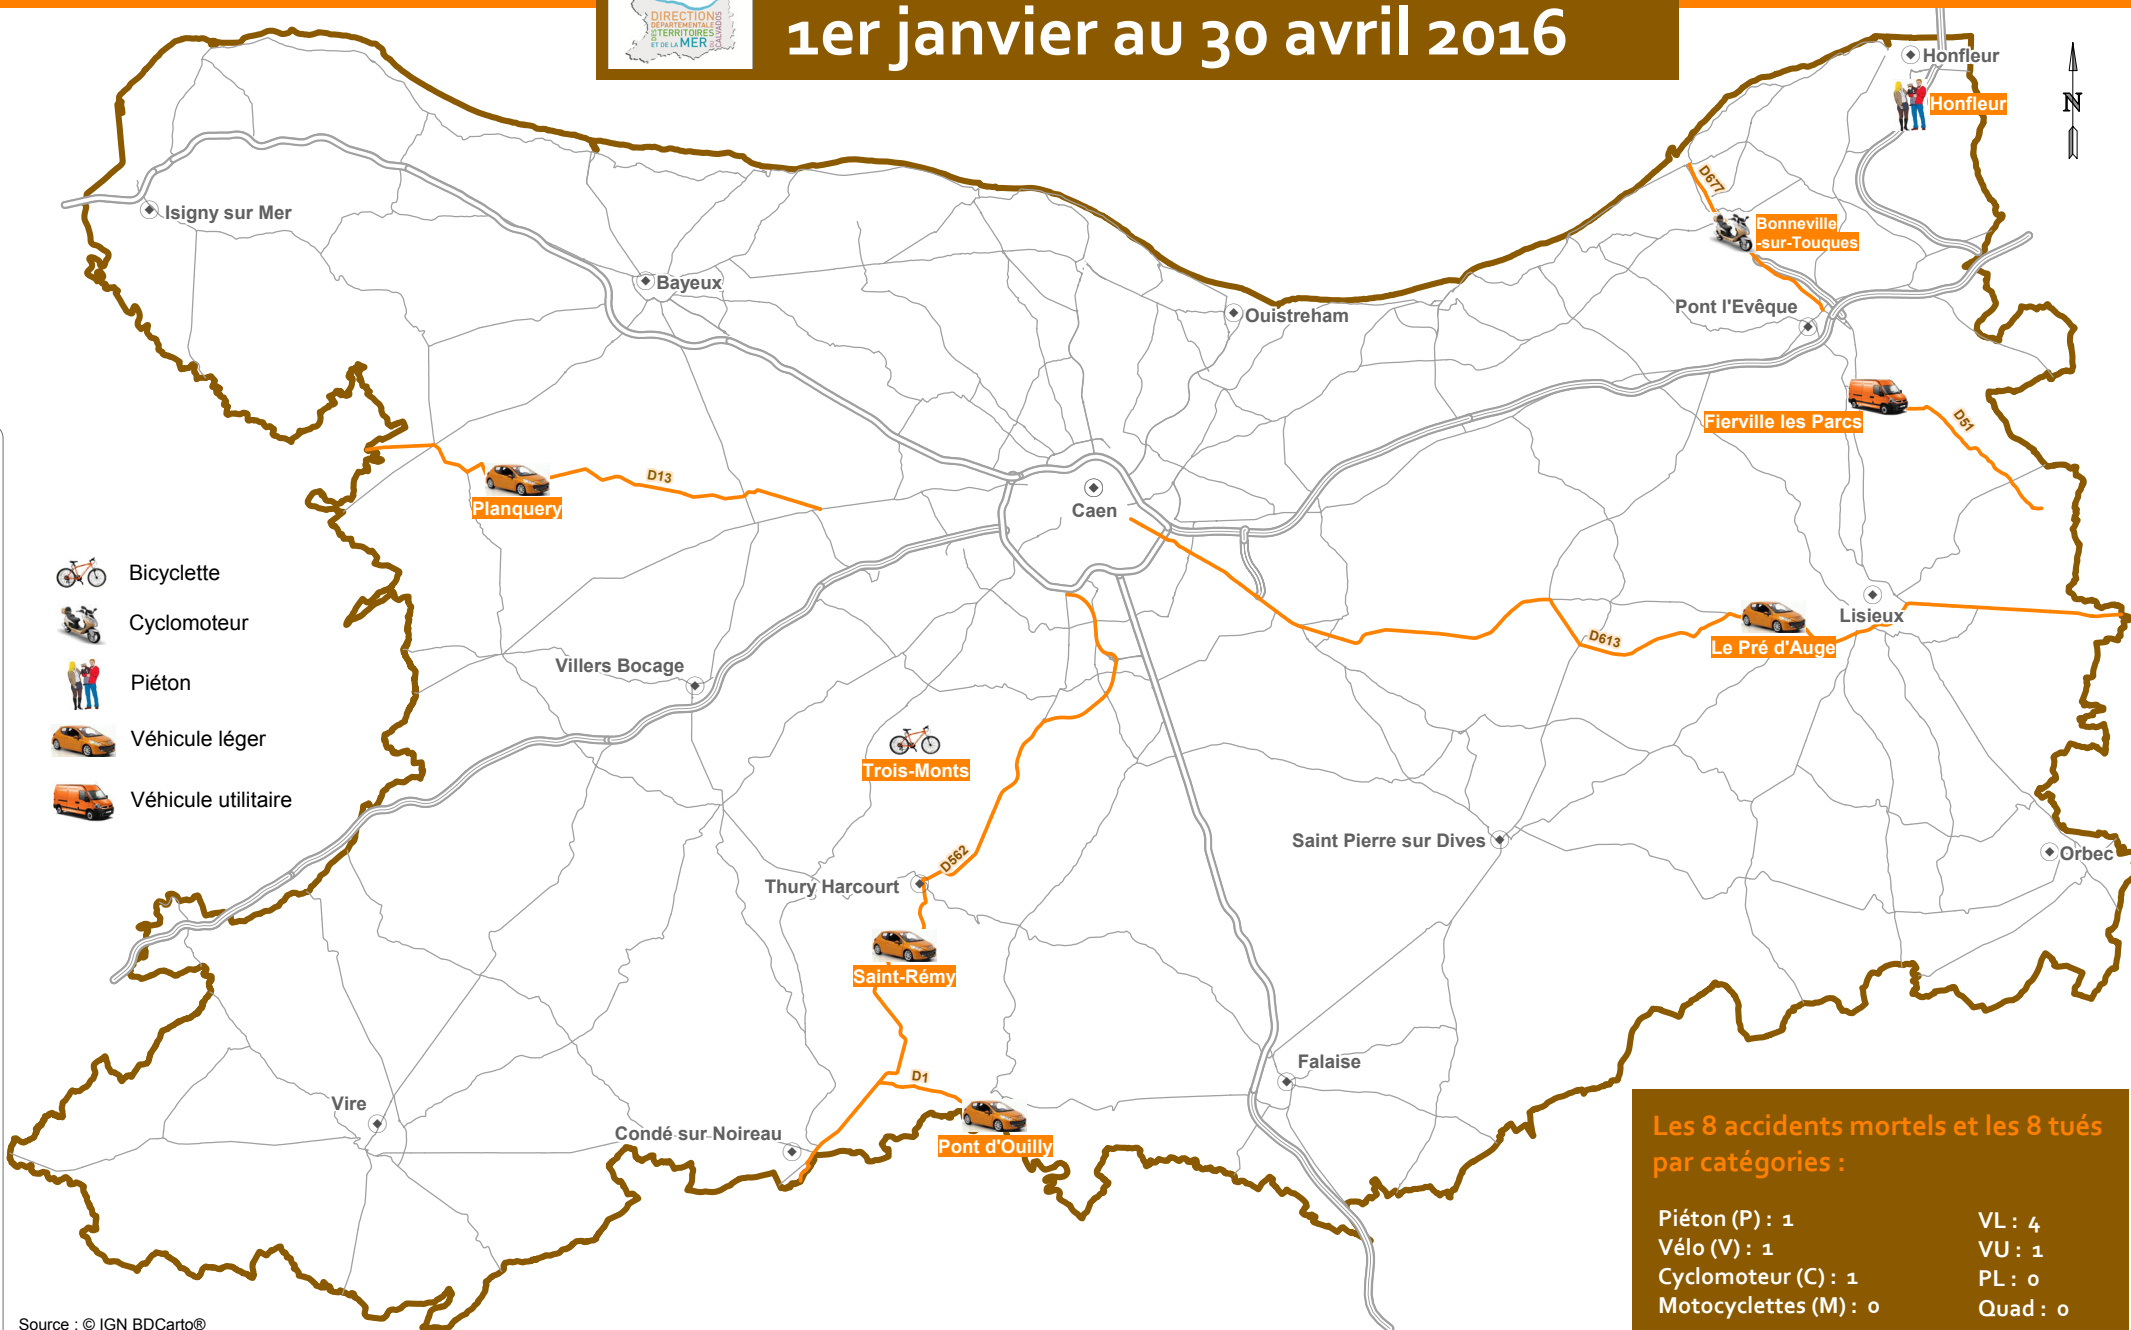 DIRECTION
DÉPARTEMENTALE
DES TERRITOIRES
ET DE LA MER
CALVADOS
1er janvier au 30 avril 2016
Honfleur
Honfleur
N
D677
Isigny sur Mer
Bonneville
-sur-Touques
Bayeux
Pont l'Evêque
Ouistreham
Fierville les Parcs
D51
D13
Planquery
Caen
Bicyclette
Cyclomoteur
Piéton
Véhicule léger
Véhicule utilitaire
Lisieux
D613
Le Pré d'Auge
Villers Bocage
Trois-Monts
Saint Pierre sur Dives
Orbec
D562
Thury Harcourt
Saint-Rémy
Falaise
D1
Vire
Pont d'Ouilly
Condé sur Noireau
Les 8 accidents mortels et les 8 tués
par catégories :
Piéton (P) : 1
Vélo (V) : 1
Cyclomoteur (C) : 1
Motocyclettes (M) : 0
VL : 4
VU : 1
PL : 0
Quad : 0
Source : © IGN BDCarto®